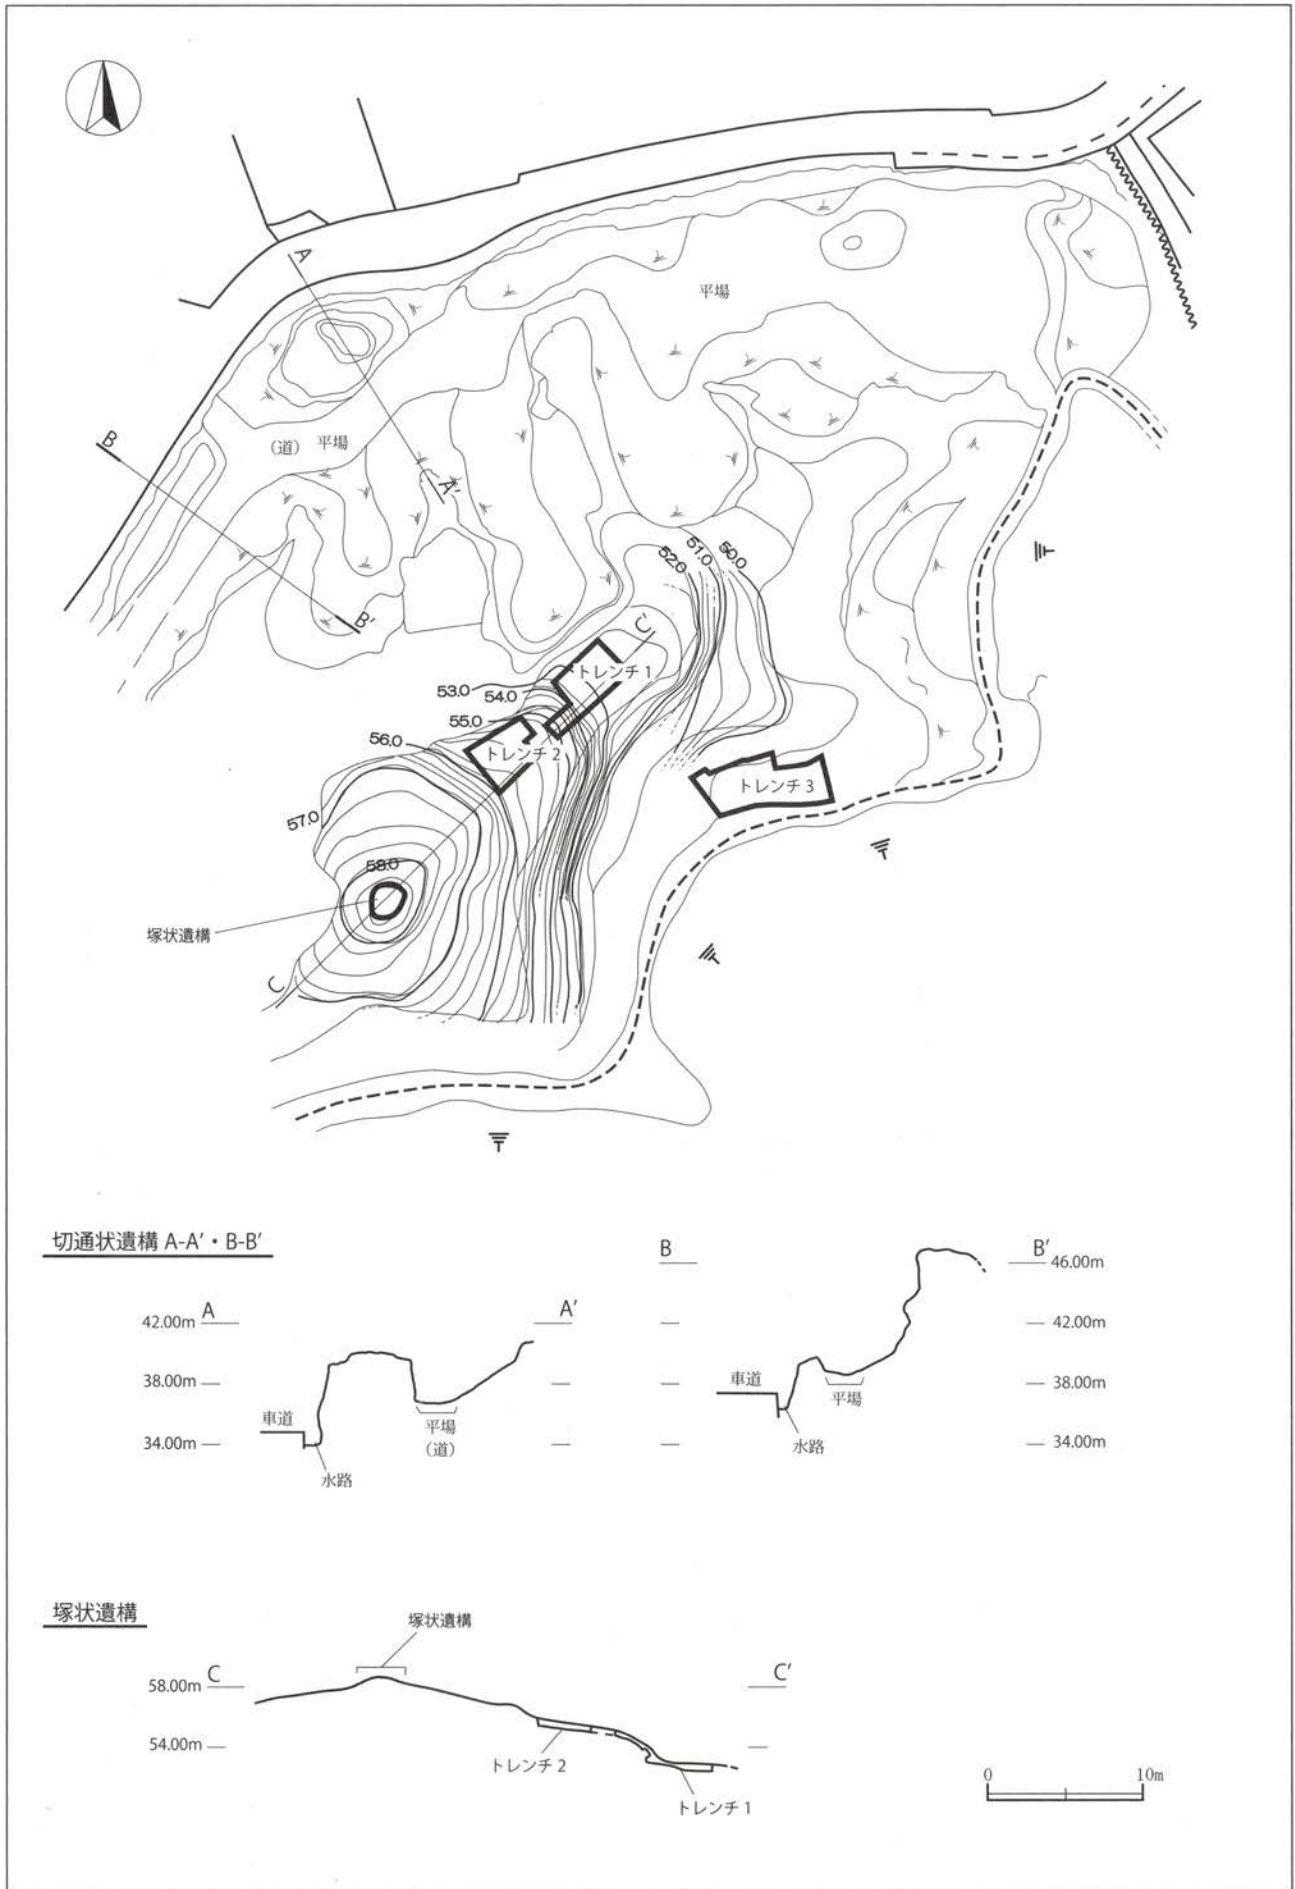 A
平場
B
(道) 平場
A'
B'
52.0
51.0
50.0
C'
トレンチ 1
53.0
54.0
55.0
56.0
トレンチ 2
トレンチ 3
57.0
58.0
塚状遺構
C
切通状遺構 A-A'・B-B'
B
B'
46.00m
42.00m
A
A'
42.00m
38.00m
車道
38.00m
車道
平場
(道)
平場
34.00m
水路
水路
34.00m
塚状遺構
塚状遺構
58.00m
C
C'
54.00m
トレンチ 2
トレンチ 1
0
10m